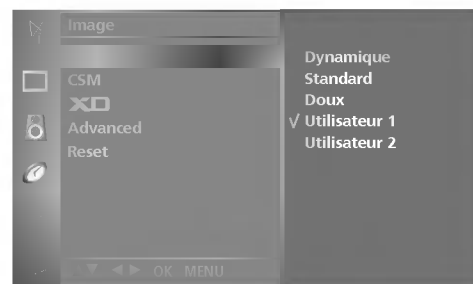 Image
CSM
XD
Advanced
Reset
▲▼ ◄► OK MENU
Dynamique
Standard
Doux
√ Utilisateur 1
Utilisateur 2